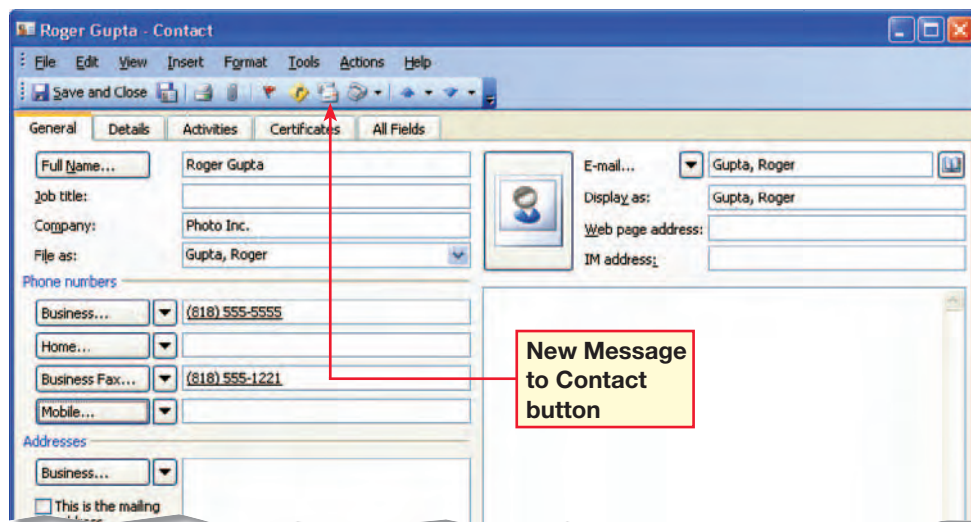 Roger Gupta - Contact
File Edit View Insert Format Tools Actions Help
Save and Close
General Details Activities Certificates All Fields
Full Name... Roger Gupta
Job title:
Company: Photo Inc.
File as: Gupta, Roger
E-mail... Gupta, Roger
Display as: Gupta, Roger
Web page address:
IM address:
Phone numbers
Business... (818) 555-5555
Home...
Business Fax... (818) 555-1221
Mobile...
New Message
to Contact
button
Addresses
Business...
This is the mailing